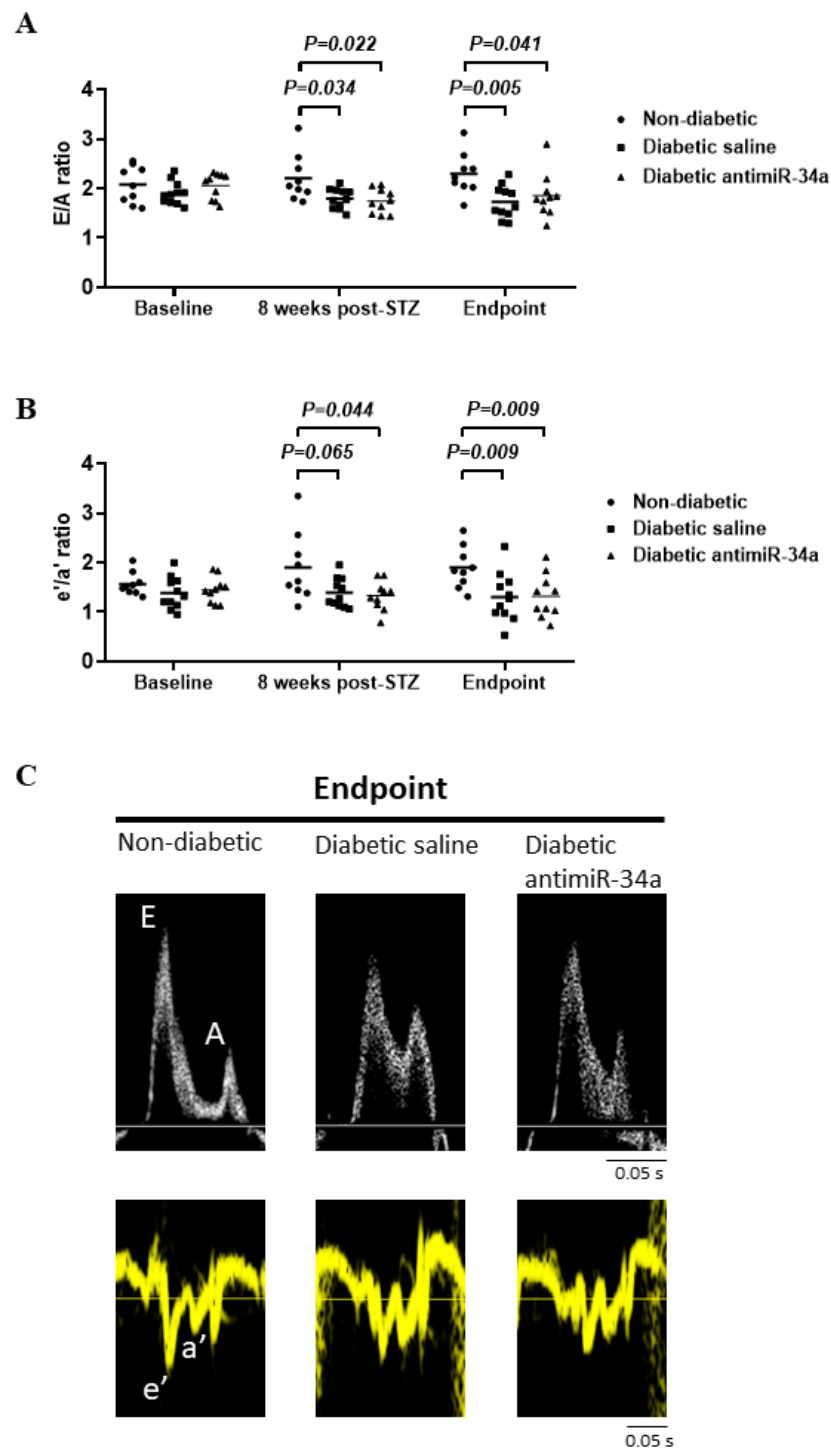 A
P=0.022
P=0.041
P=0.034
P=0.005
4
3
2
1
0
E/A ratio
Baseline
8 weeks post-STZ
Endpoint
Non-diabetic
Diabetic saline
Diabetic antimiR-34a
B
P=0.044
P=0.009
P=0.065
P=0.009
4
3
2
1
0
e'/a' ratio
Baseline
8 weeks post-STZ
Endpoint
Non-diabetic
Diabetic saline
Diabetic antimiR-34a
C
Endpoint
Non-diabetic
Diabetic saline
Diabetic
antimiR-34a
E
A
0.05 s
a’
e’
0.05 s